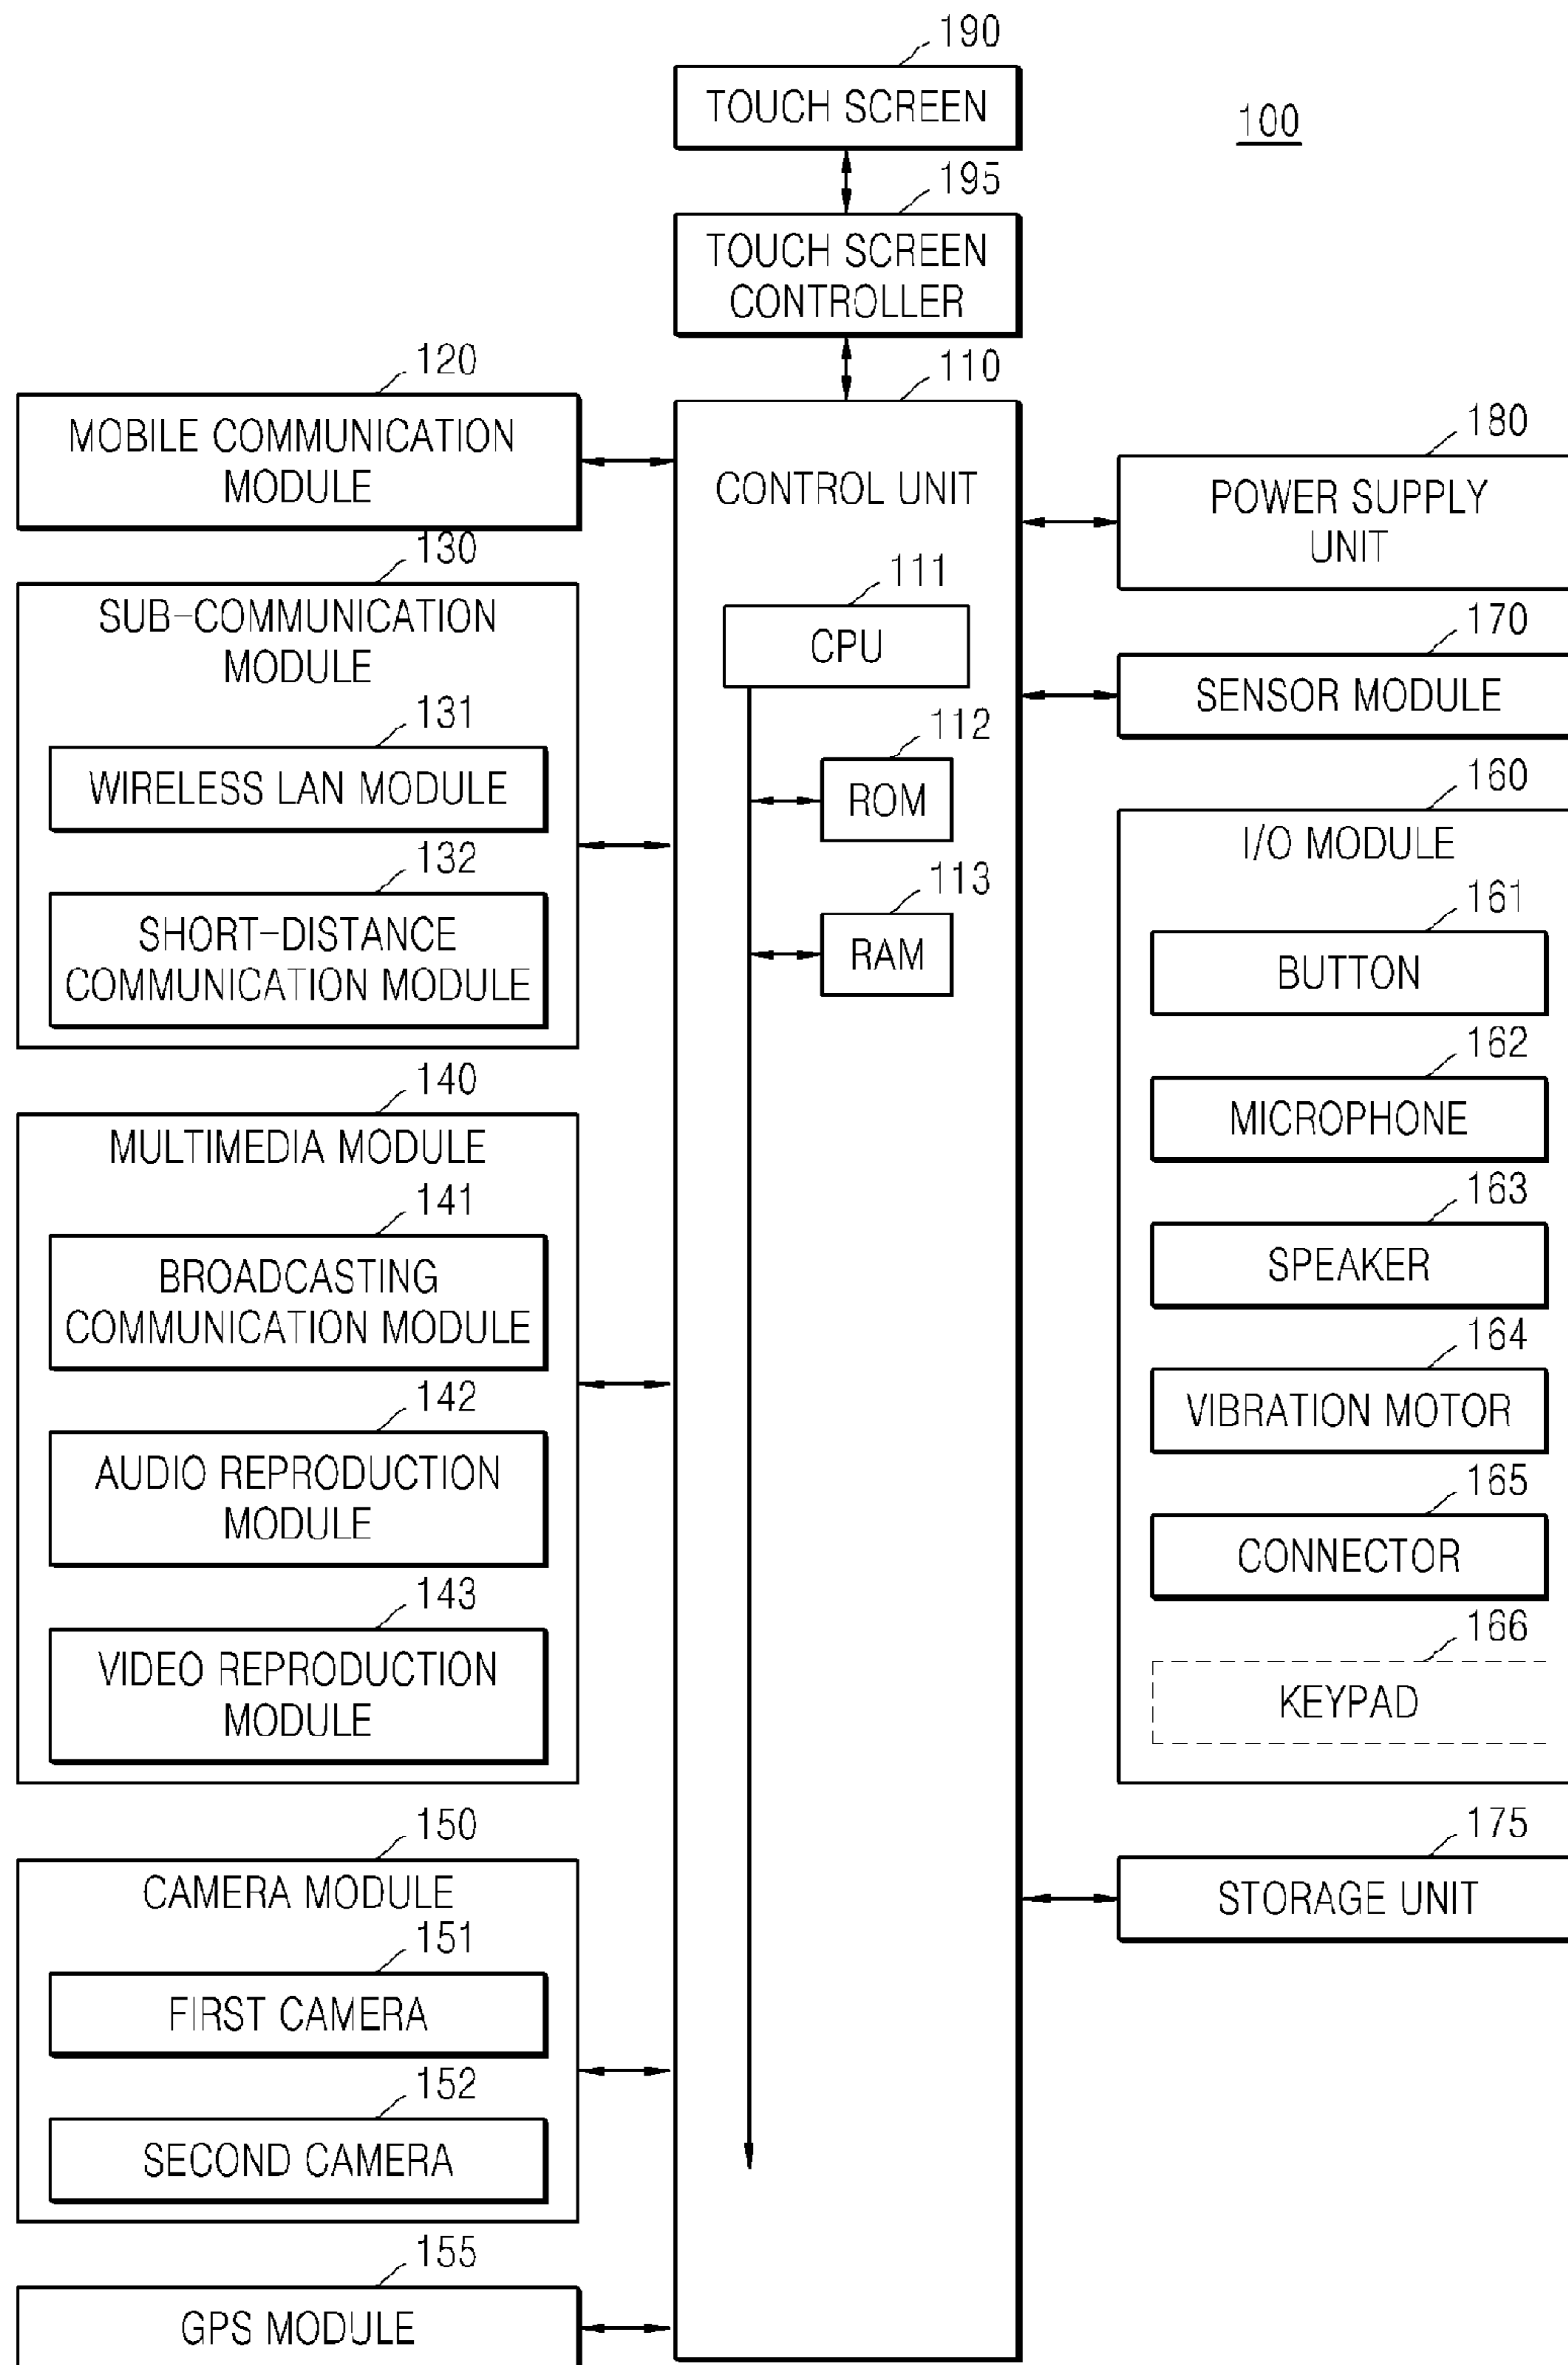 190
TOUCH SCREEN
100
195
TOUCH SCREEN
CONTROLLER
120
MOBILE COMMUNICATION
MODULE
130
SUB-COMMUNICATION
MODULE
131
WIRELESS LAN MODULE
132
SHORT-DISTANCE
COMMUNICATION MODULE
140
MULTIMEDIA MODULE
141
BROADCASTING
COMMUNICATION MODULE
142
AUDIO REPRODUCTION
MODULE
143
VIDEO REPRODUCTION
MODULE
150
CAMERA MODULE
151
FIRST CAMERA
152
SECOND CAMERA
155
GPS MODULE
110
CONTROL UNIT
111
CPU
112
ROM
113
RAM
180
POWER SUPPLY
UNIT
170
SENSOR MODULE
160
I/O MODULE
161
BUTTON
162
MICROPHONE
163
SPEAKER
164
VIBRATION MOTOR
165
CONNECTOR
166
KEYPAD
175
STORAGE UNIT